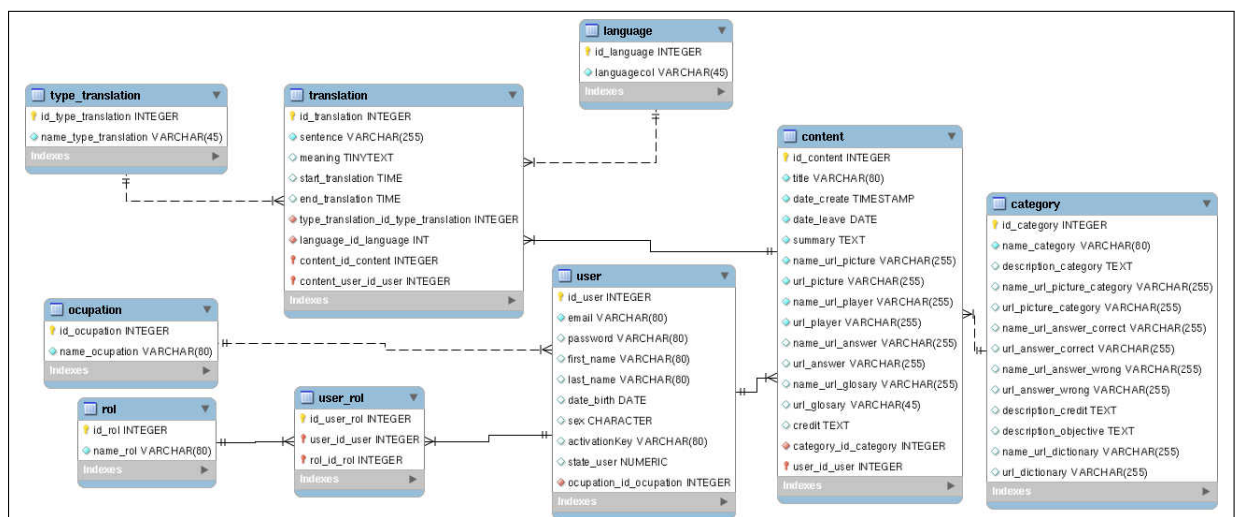 language
id_language INTEGER
languagecol VARCHAR(45)
Indexes
type_translation
id_type_translation INTEGER
name_type_translation VARCHAR(45)
Indexes
translation
id_translation INTEGER
sentence VARCHAR(255)
meaning TINYTEXT
start_translation TIME
end_translation TIME
type_translation_id_type_translation INTEGER
language_id_language INT
content_id_content INTEGER
content_user_id_user INTEGER
Indexes
content
id_content INTEGER
title VARCHAR(80)
date_create TIMESTAMP
date_leave DATE
summary TEXT
name_url_picture VARCHAR(255)
url_picture VARCHAR(255)
name_url_player VARCHAR(255)
url_player VARCHAR(255)
name_url_answer VARCHAR(255)
url_answer VARCHAR(255)
name_url_glosary VARCHAR(255)
url_glosary VARCHAR(45)
credit TEXT
category_id_category INTEGER
user_id_user INTEGER
Indexes
category
id_category INTEGER
name_category VARCHAR(80)
description_category TEXT
name_url_picture_category VARCHAR(255)
url_picture_category VARCHAR(255)
name_url_answer_correct VARCHAR(255)
url_answer_correct VARCHAR(255)
name_url_answer_wrong VARCHAR(255)
url_answer_wrong VARCHAR(255)
description_credit TEXT
description_objective TEXT
name_url_dictionary VARCHAR(255)
url_dictionary VARCHAR(255)
Indexes
user
id_user INTEGER
email VARCHAR(80)
password VARCHAR(80)
first_name VARCHAR(80)
last_name VARCHAR(80)
date_birth DATE
sex CHARACTER
activationKey VARCHAR(80)
state_user NUMERIC
ocupation_id_ocupation INTEGER
Indexes
ocupation
id_ocupation INTEGER
name_ocupation VARCHAR(80)
Indexes
rol
id_rol INTEGER
name_rol VARCHAR(80)
Indexes
user_rol
id_user_rol INTEGER
user_id_user INTEGER
rol_id_rol INTEGER
Indexes